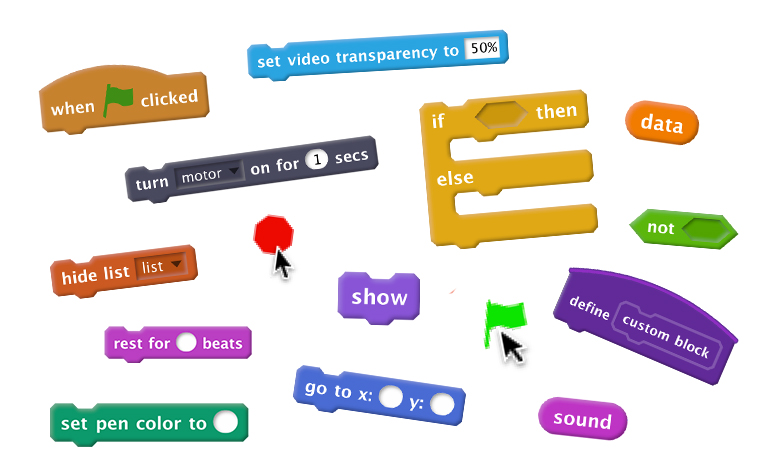 set video transparency to 50%
when clicked
if then
data
turn motor on for 1 secs
else
not
hide list list
show
define custom block
rest for beats
go to x: y:
set pen color to
sound